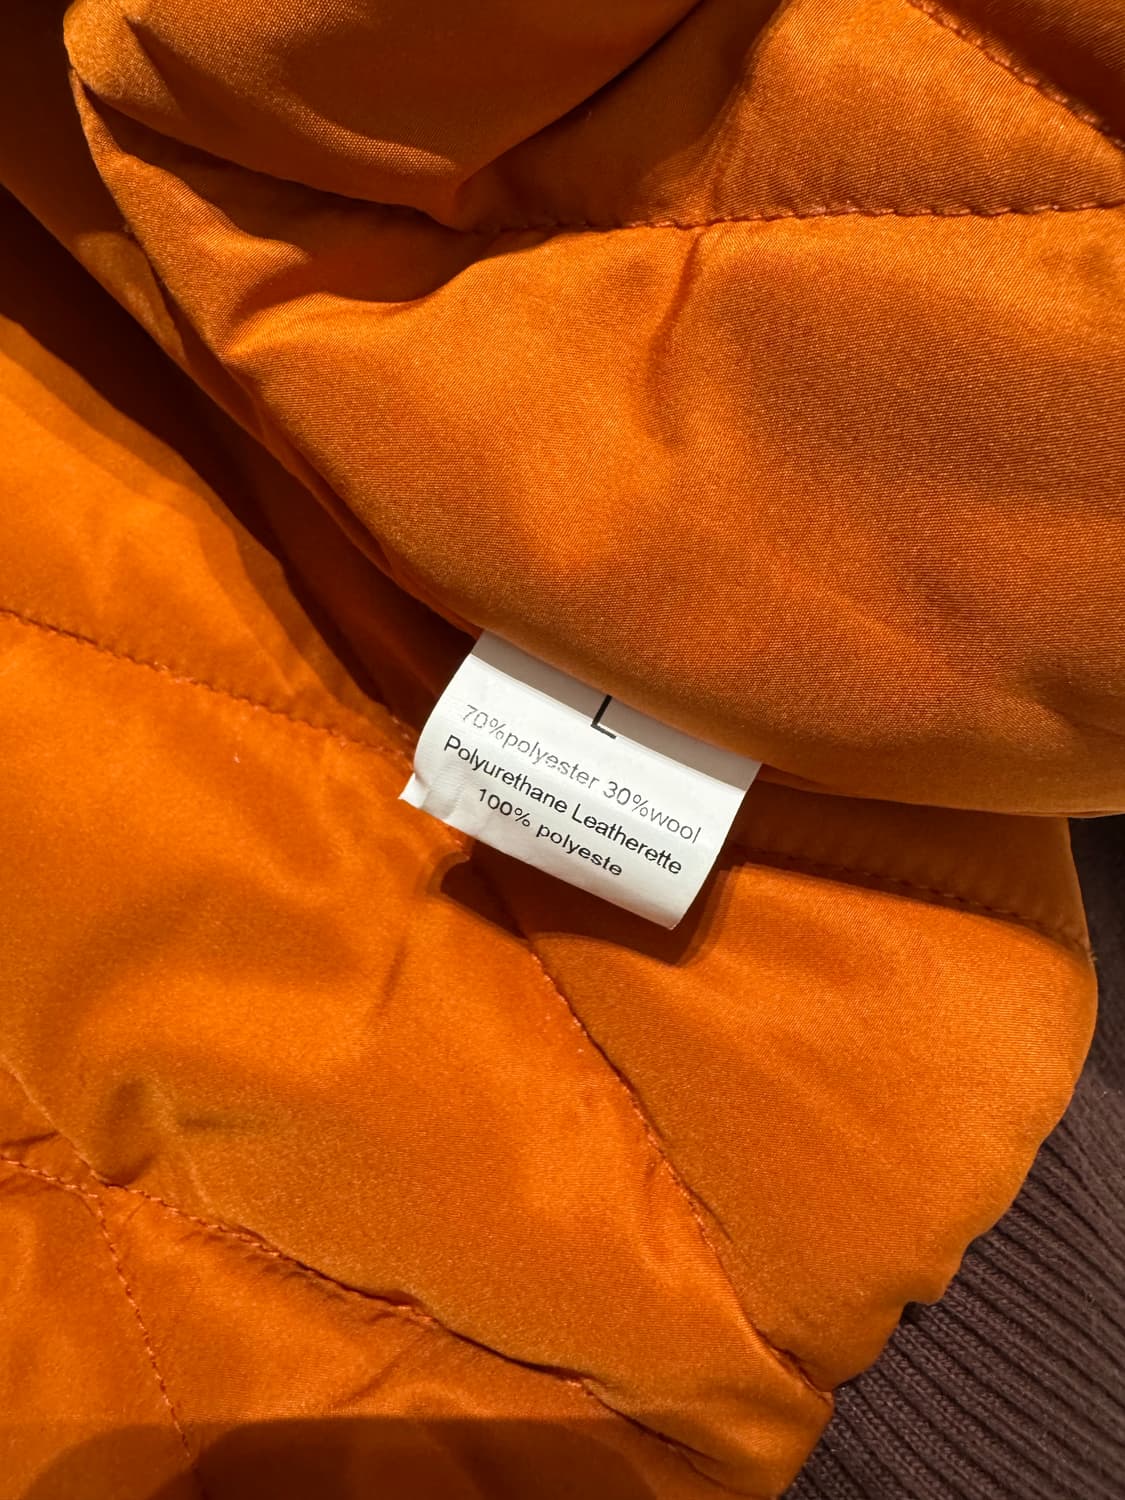 L
70%polyester 30%wool
Polyurethane Leatherette
100% polyeste